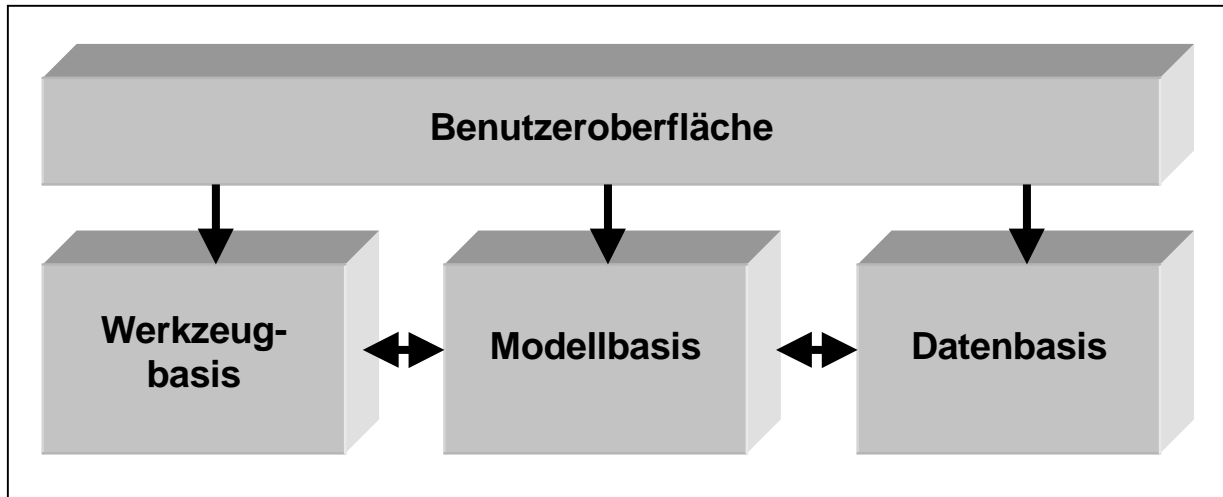 Benutzeroberfläche
Werkzeug-
basis
Modellbasis
Datenbasis